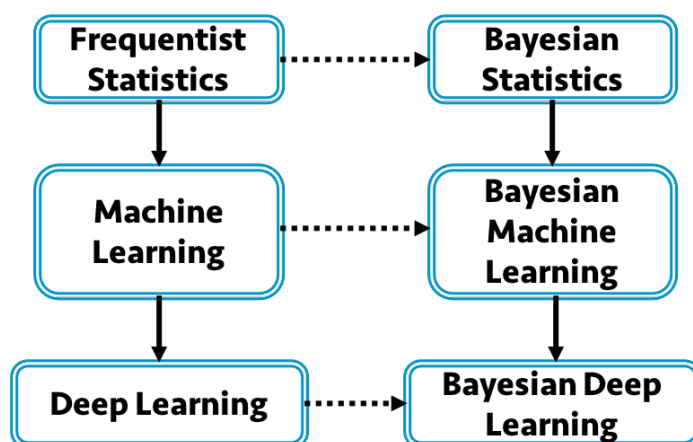 Frequentist
Statistics
Bayesian
Statistics
Machine
Learning
Bayesian
Machine
Learning
Deep Learning
Bayesian Deep
Learning